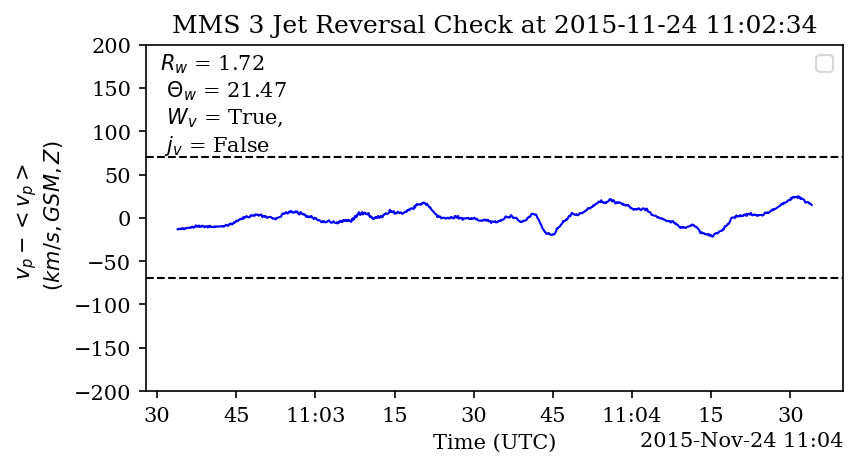 MMS 3 Jet Reversal Check at 2015-11-24 11:02:34
R_w = 1.72
Θ_w = 21.47
W_v = True,
j_v = False
v_p − < v_p >
(km/s, GSM, Z)
200
150
100
50
0
−50
−100
−150
−200
30 45 11:03 15 30 45 11:04 15 30
Time (UTC)
2015-Nov-24 11:04